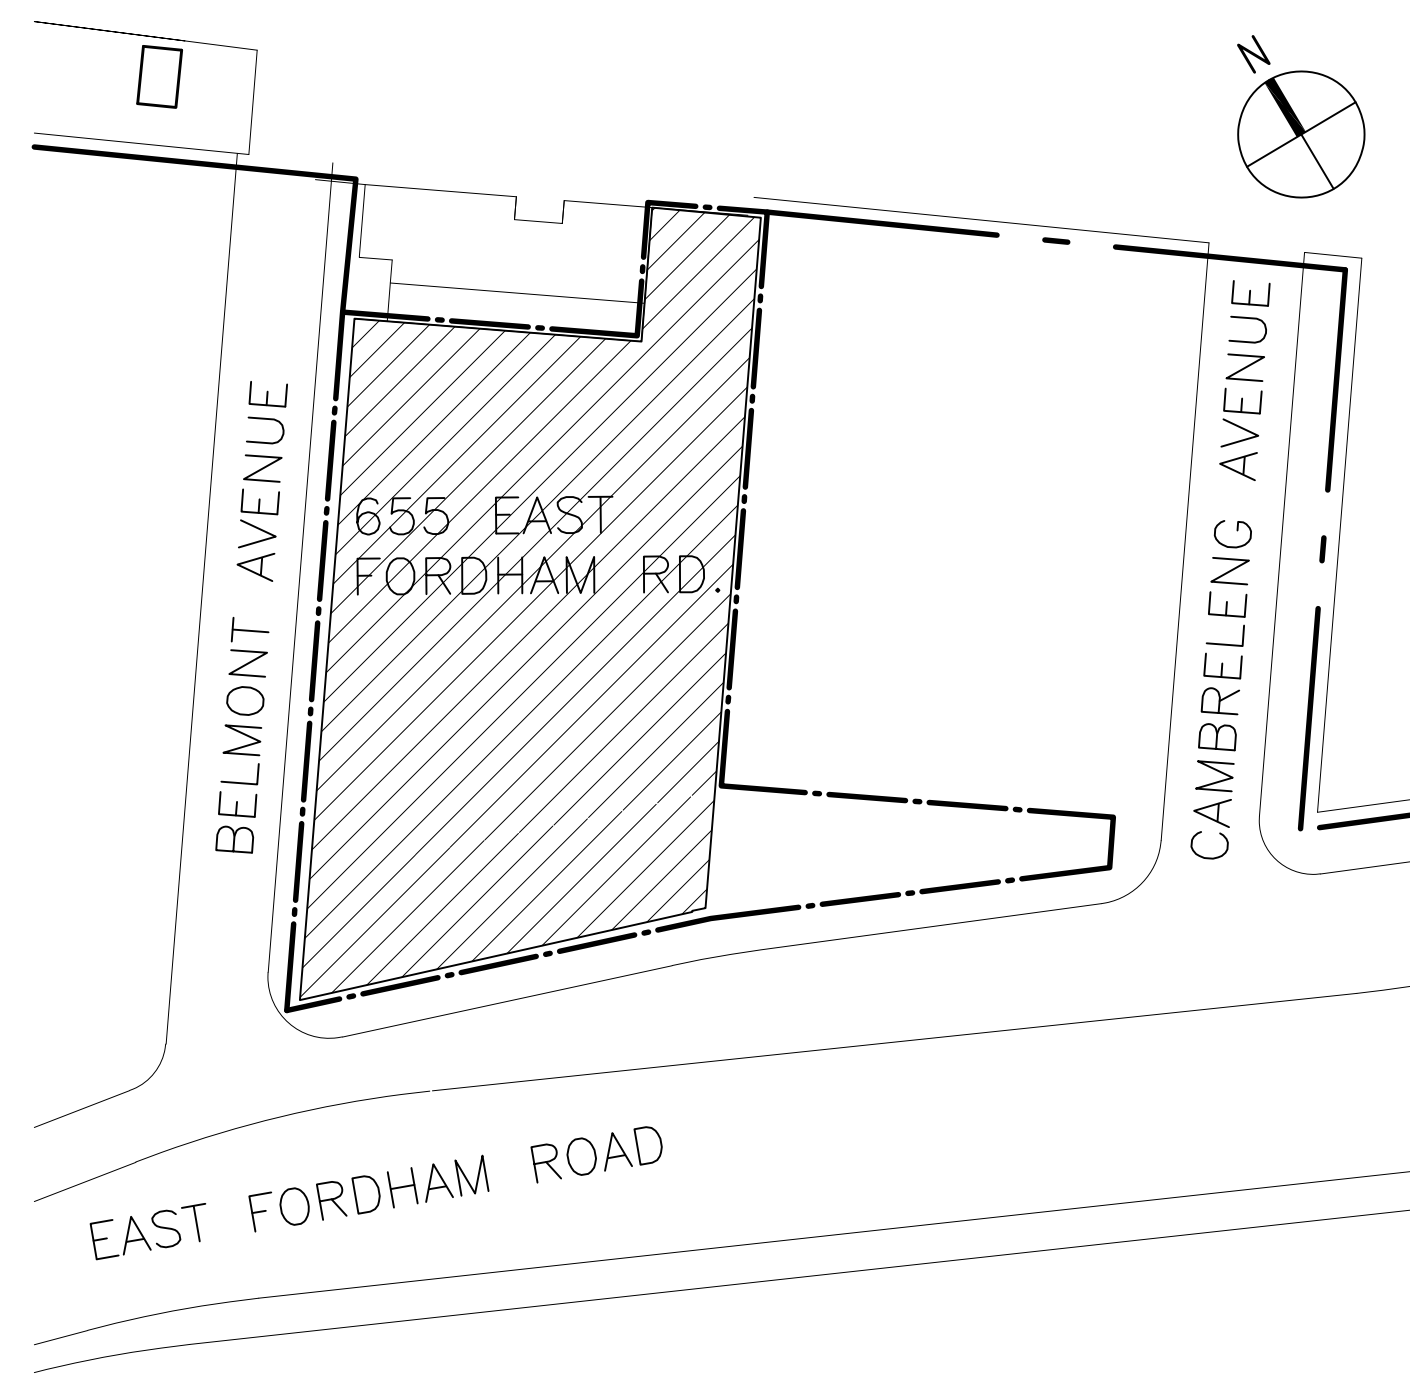 N
BELMONT AVENUE
655 EAST
FORDHAM RD.
CAMBRELENG AVENUE
EAST FORDHAM ROAD